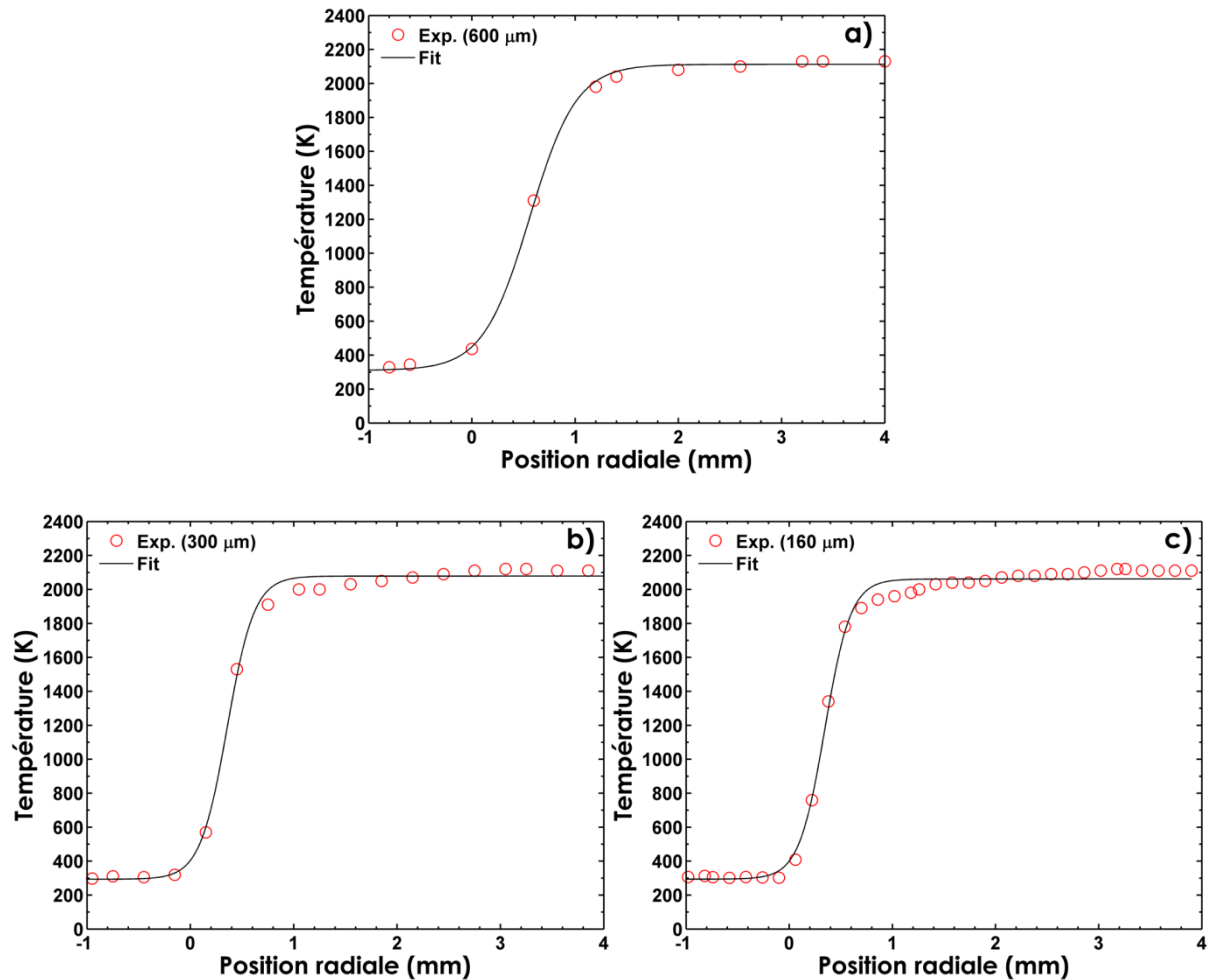 a)
Exp. (600 μm)
Fit
Température (K)
2400
2200
2000
1800
1600
1400
1200
1000
800
600
400
200
0
-1 0 1 2 3 4
Position radiale (mm)
b)
Exp. (300 μm)
Fit
Température (K)
2400
2200
2000
1800
1600
1400
1200
1000
800
600
400
200
0
-1 0 1 2 3 4
Position radiale (mm)
c)
Exp. (160 μm)
Fit
Température (K)
2400
2200
2000
1800
1600
1400
1200
1000
800
600
400
200
0
-1 0 1 2 3 4
Position radiale (mm)